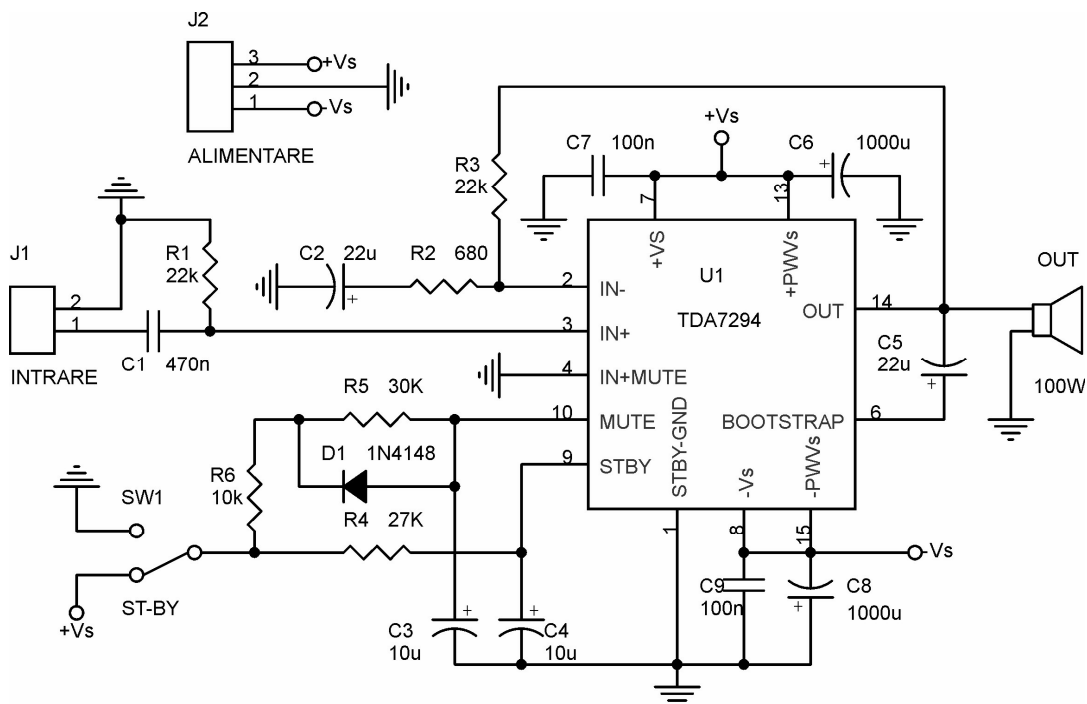 J2
3 +Vs
2
1 -Vs
ALIMENTARE
+Vs
C7 100n
C6 1000u
R3
22k
7
13
J1
R1
22k
C2 22u
R2 680
+
+
2
1
C1 470n
INTRARE
2 IN-
3 IN+
4 IN+MUTE
10 MUTE
9 STBY
+VS
+PWVs
U1
TDA7294
OUT 14
BOOTSTRAP 6
STBY-GND
-Vs
-PWVs
1
8
15
OUT
100W
C5
22u
+
R5 30K
D1 1N4148
R6
10k
R4 27K
SW1
ST-BY
+Vs
C3
10u
+
C4
10u
+
C9
100n
C8
1000u
+
-Vs